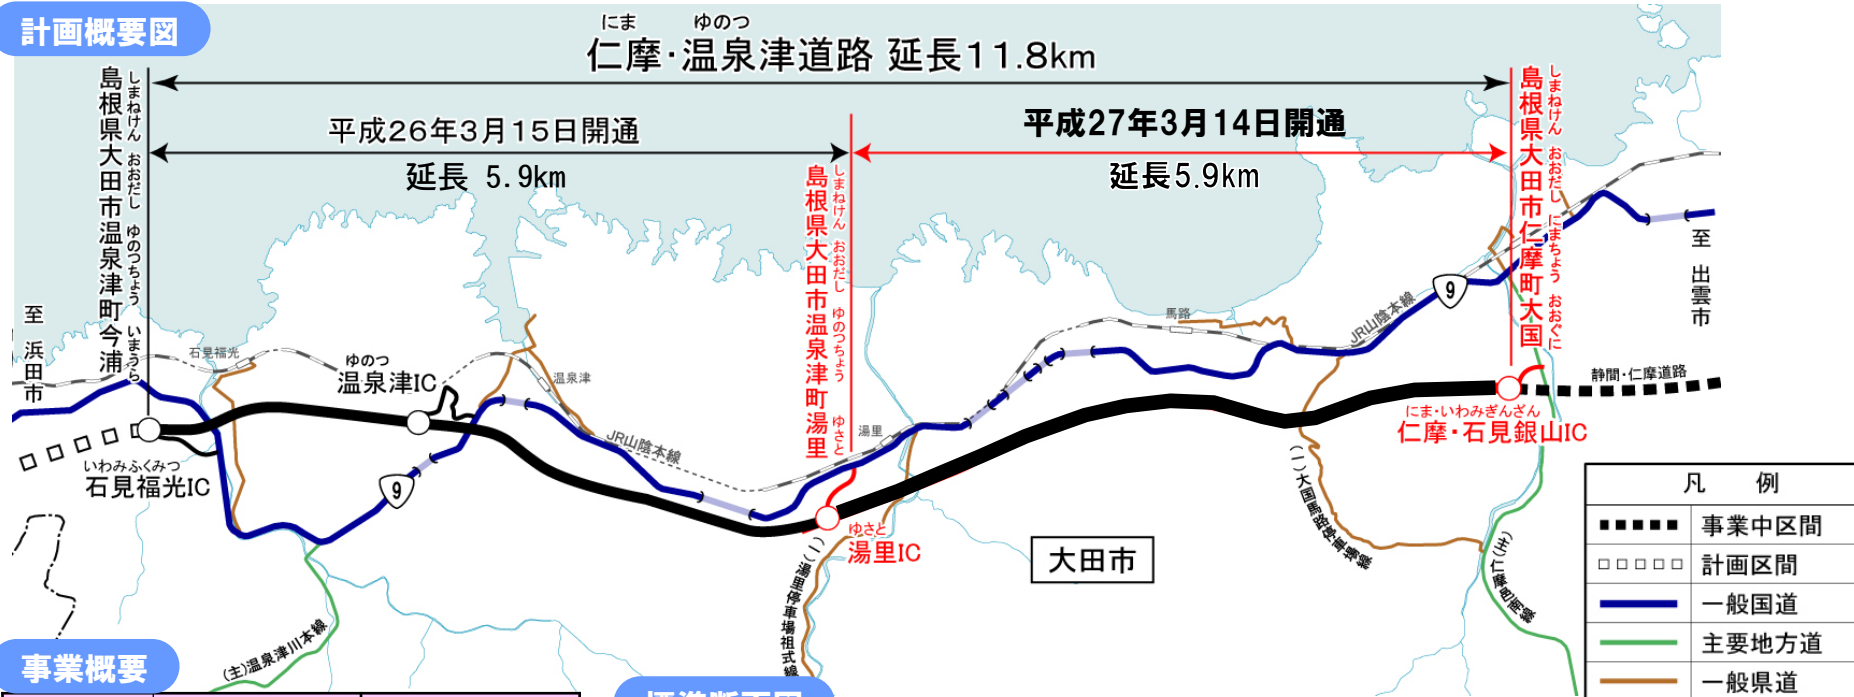 計画概要図
にま ゆのつ
仁摩・温泉津道路 延長11.8km
平成26年3月15日開通
延長 5.9km
平成27年3月14日開通
延長5.9km
島根県大田市温泉津町今浦
しまねけん おおだし ゆのつちょう いまうら
島根県大田市温泉津町湯里
しまねけん おおだし ゆのつちょう ゆさと
島根県大田市仁摩町大国
しまねけん おおだし にまちょう おおぐに
至 浜田市
至 出雲市
石見福光
ゆのつ
温泉津IC
温泉津
JR山陰本線
湯里
馬路
JR山陰本線
9
静間・仁摩道路
にま・いわみぎんざん
仁摩・石見銀山IC
いわみふくみつ
石見福光IC
9
ゆさと
湯里IC
大田市
(一)大国馬路停車場線
(一)湯里停車場祖式線
(主)仁摩邑南線
(主)温泉津川本線
凡 例
事業中区間
計画区間
一般国道
主要地方道
一般県道
事業概要
標準断面図